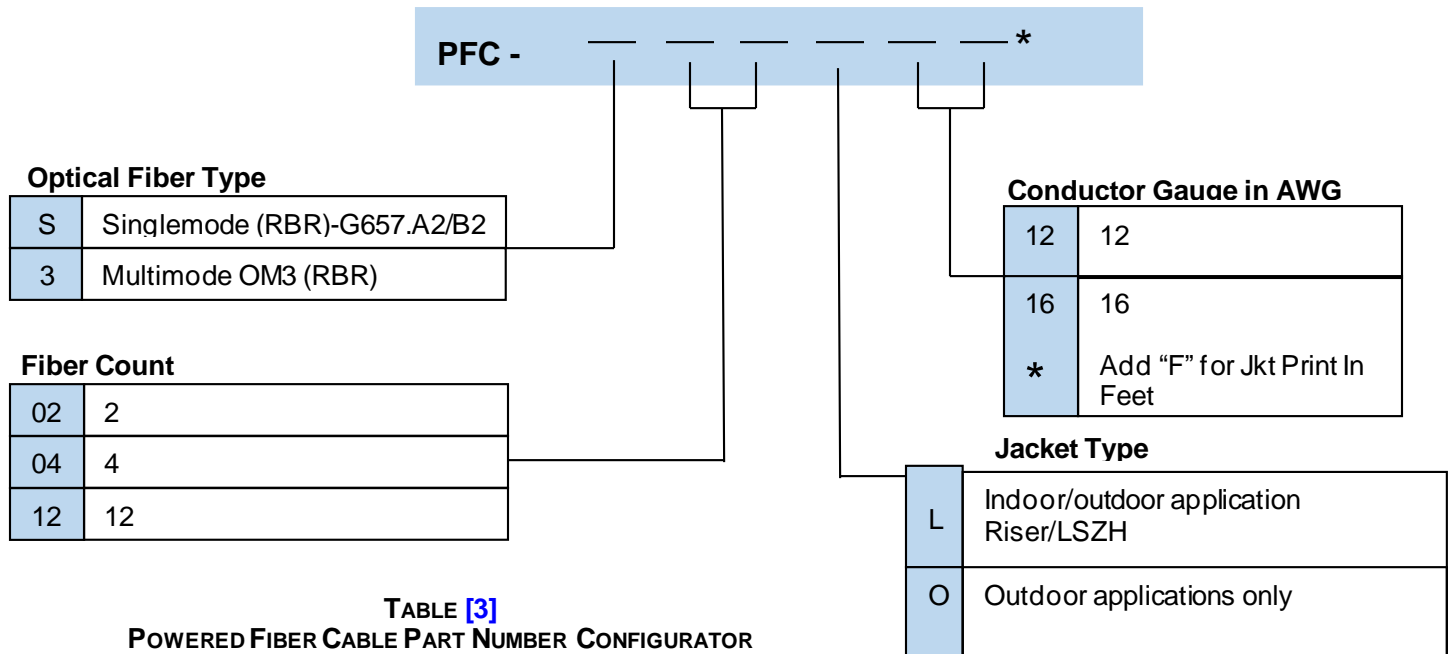 PFC - — — — — — — *
Optical Fiber Type
S Singlemode (RBR)-G657.A2/B2
3 Multimode OM3 (RBR)
Conductor Gauge in AWG
12 12
16 16
* Add “F” for Jkt Print In
Feet
Fiber Count
02 2
04 4
12 12
Jacket Type
L Indoor/outdoor application
Riser/LSZH
O Outdoor applications only
TABLE [3]
POWERED FIBER CABLE PART NUMBER CONFIGURATOR